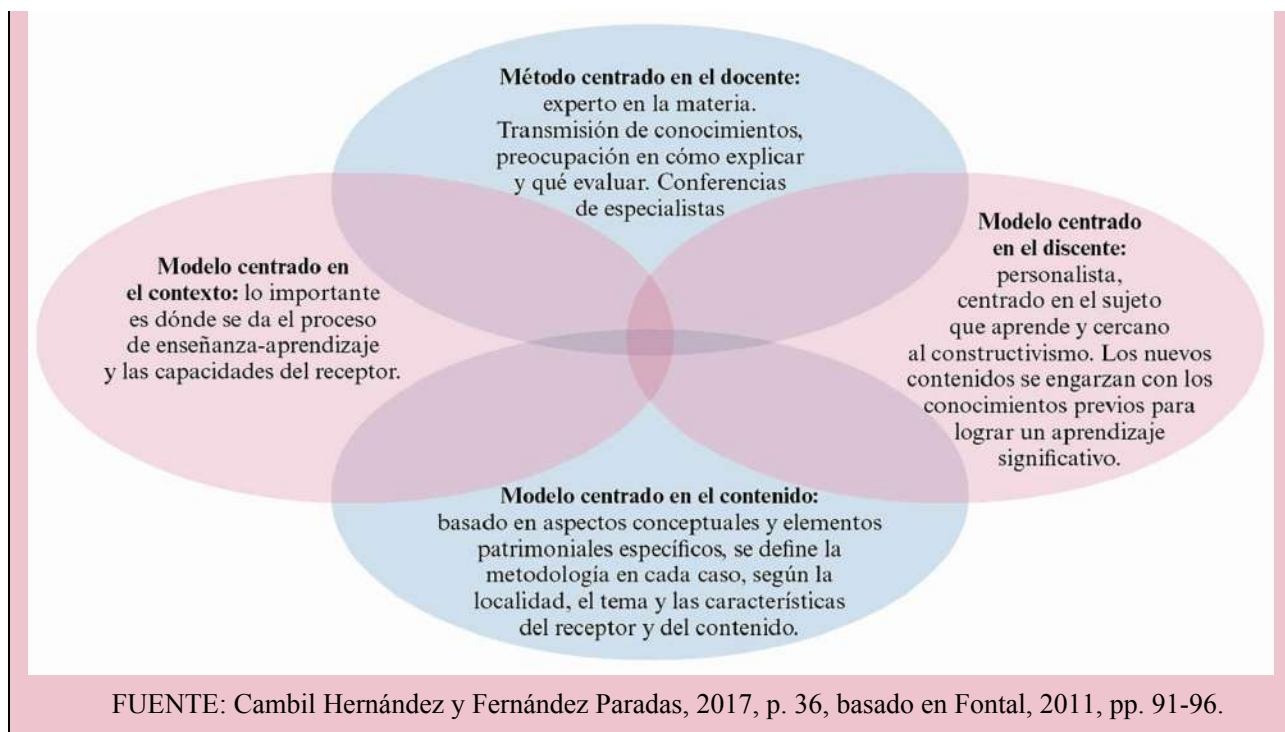 Método centrado en el docente:
experto en la materia.
Transmisión de conocimientos,
preocupación en cómo explicar
y qué evaluar. Conferencias
de especialistas
Modelo centrado en
el contexto: lo importante
es dónde se da el proceso
de enseñanza-aprendizaje
y las capacidades del receptor.
Modelo centrado
en el discente:
personalista,
centrado en el sujeto
que aprende y cercano
al constructivismo. Los nuevos
contenidos se engarzan con los
conocimientos previos para
lograr un aprendizaje
significativo.
Modelo centrado en el contenido:
basado en aspectos conceptuales y elementos
patrimoniales específicos, se define la
metodología en cada caso, según la
localidad, el tema y las características
del receptor y del contenido.
FUENTE: Cambil Hernández y Fernández Paradas, 2017, p. 36, basado en Fontal, 2011, pp. 91-96.